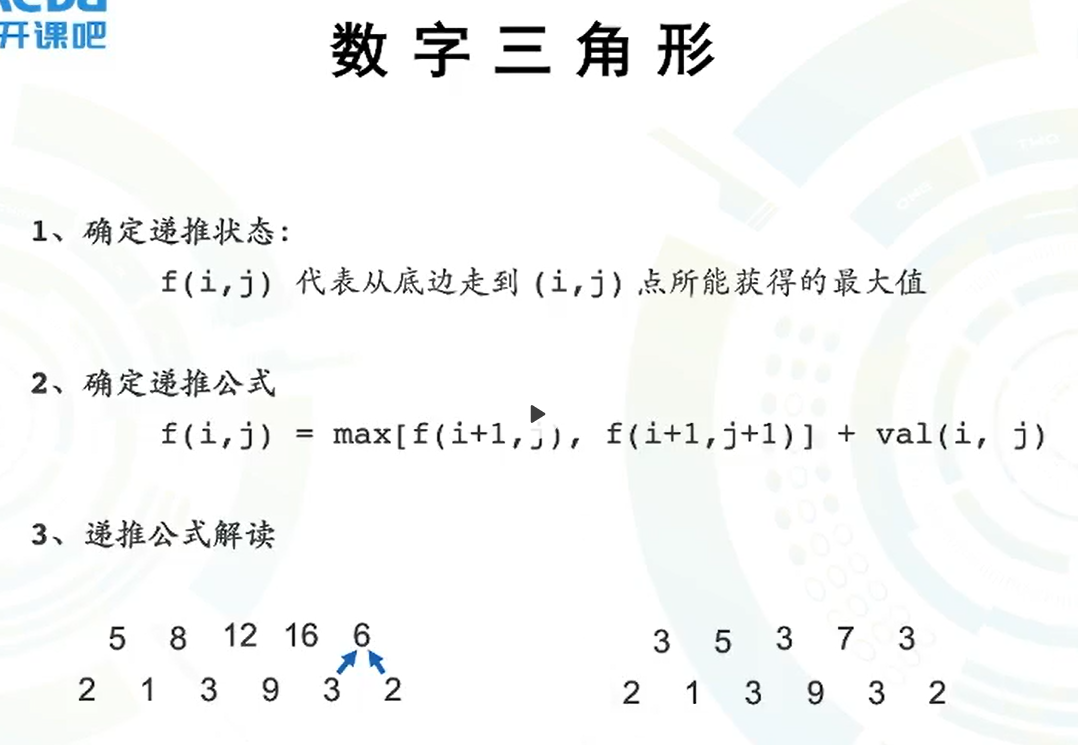 开课吧
数字三角形
1、确定递推状态:
f(i,j) 代表从底边走到(i,j)点所能获得的最大值
2、确定递推公式
f(i,j) = max[f(i+1,j), f(i+1,j+1)] + val(i, j)
3、递推公式解读
5 8 12 16 6
2 1 3 9 3 2
3 5 3 7 3
2 1 3 9 3 2